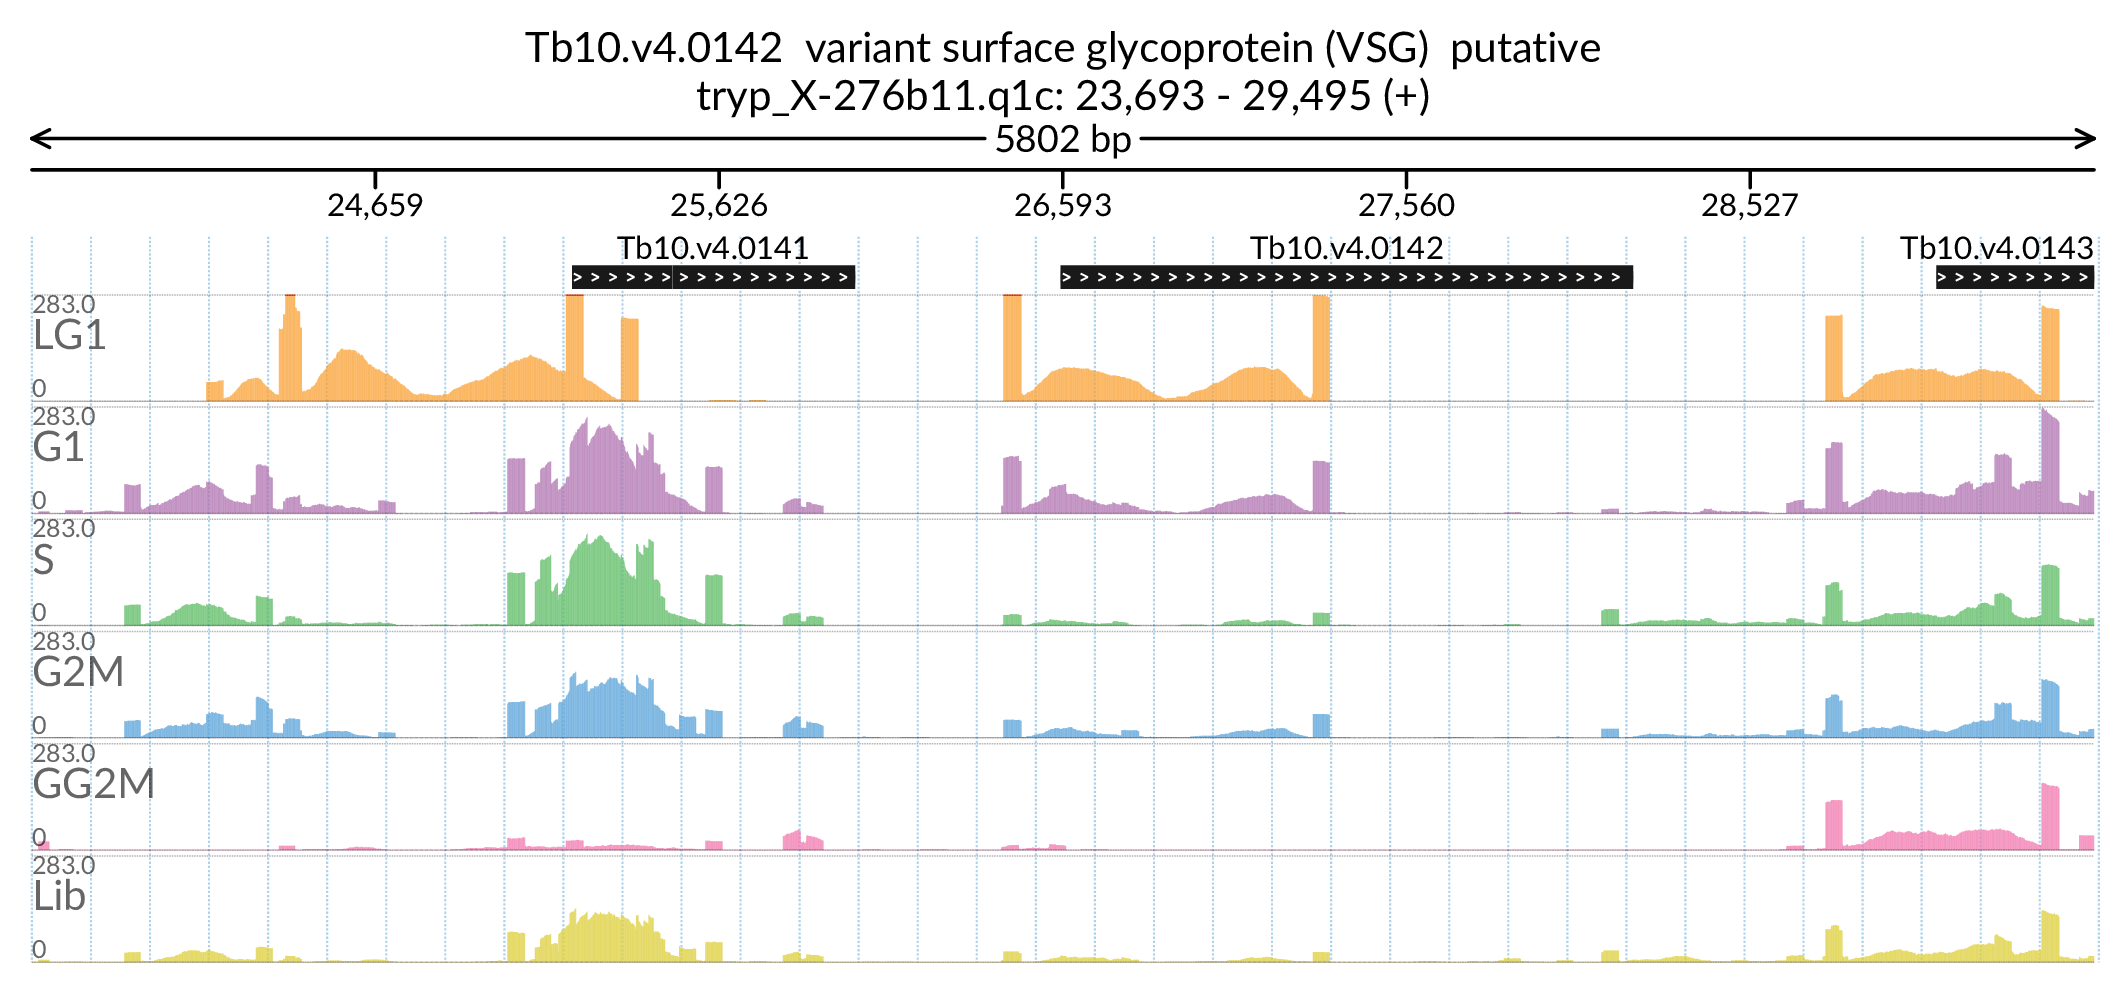 Tb10.v4.0142 variant surface glycoprotein (VSG) putative
tryp_X-276b11.q1c: 23,693 - 29,495 (+)
5802 bp
24,659 25,626 26,593 27,560 28,527
Tb10.v4.0141 Tb10.v4.0142 Tb10.v4.0143
283.0
LG1
0
283.0
G1
0
283.0
S
0
283.0
G2M
0
283.0
GG2M
0
283.0
Lib
0